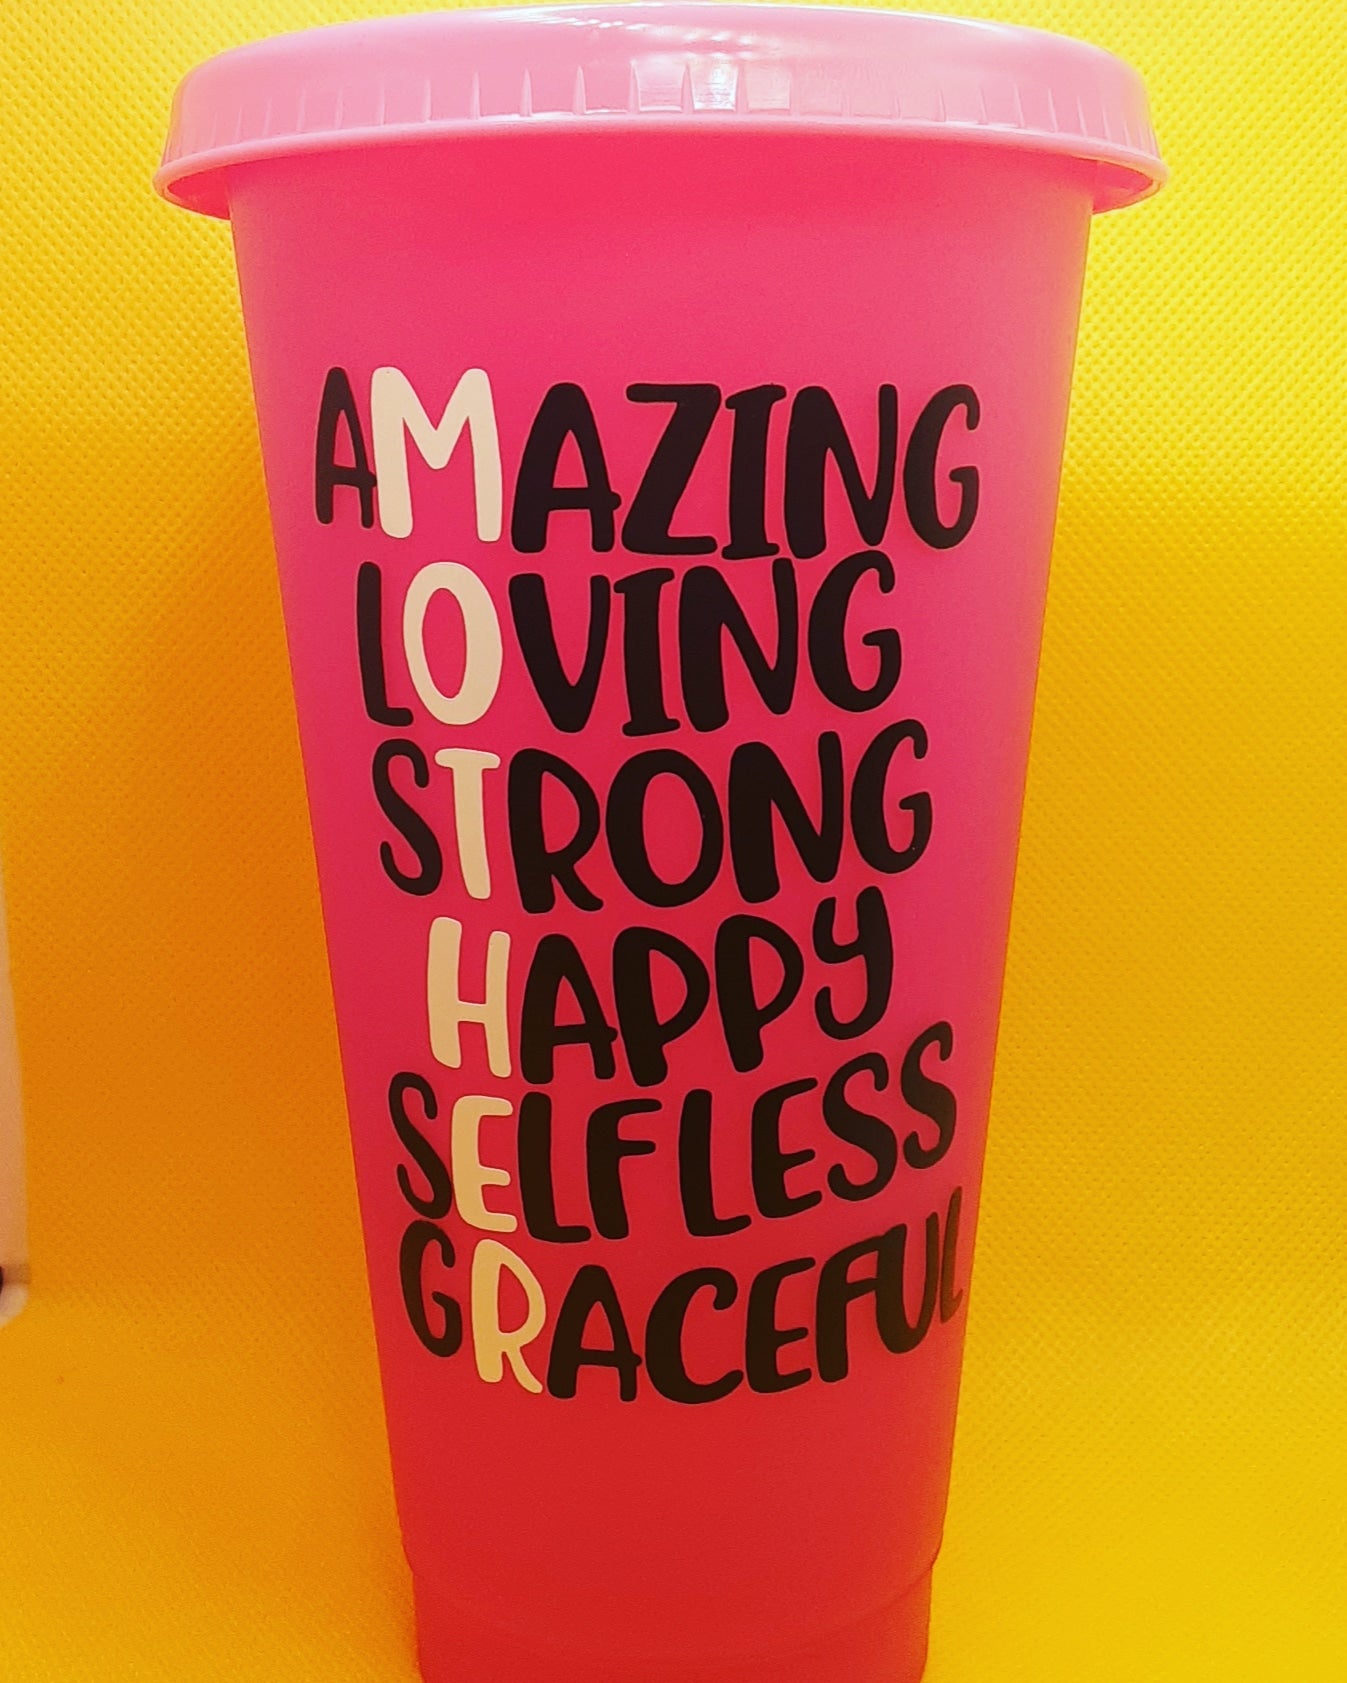 AMAZING
LOVING
STRONG
HAPPY
SELFLESS
GRACEFUL